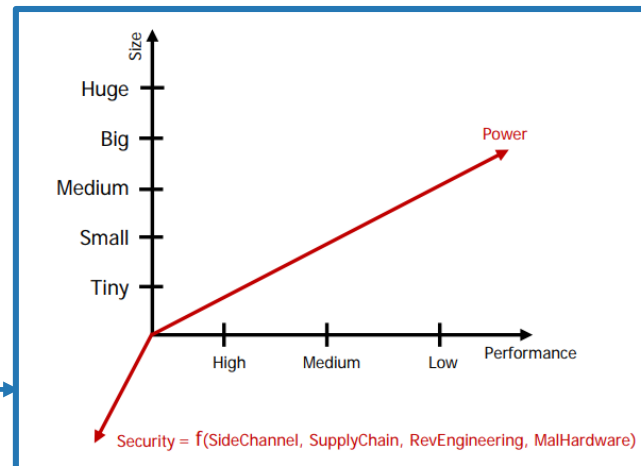 Size
Huge
Big
Power
Medium
Small
Tiny
High Medium Low Performance
Security = f(SideChannel, SupplyChain, RevEngineering, MalHardware)